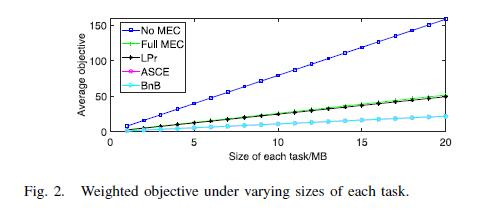 150
100
50
0
Average objective
No MEC
Full MEC
LPr
ASCE
BnB
0 5 10 15 20
Size of each task/MB
Fig. 2. Weighted objective under varying sizes of each task.